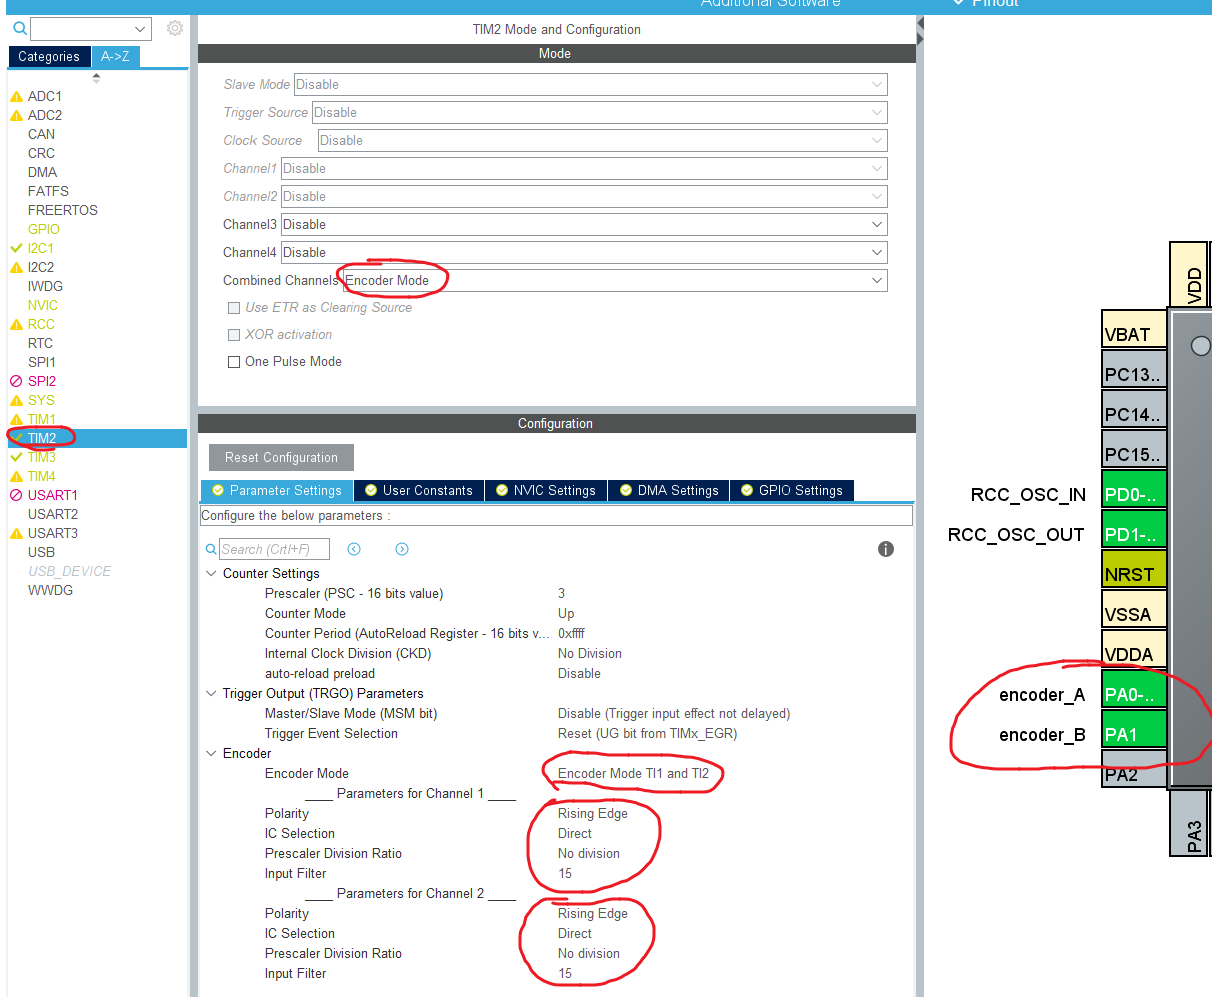 Additional Software
Pinout
TIM2 Mode and Configuration
Categories
A->Z
ADC1
ADC2
CAN
CRC
DMA
FATFS
FREERTOS
GPIO
I2C1
I2C2
IWDG
NVIC
RCC
RTC
SPI1
SPI2
SYS
TIM1
TIM2
TIM3
TIM4
USART1
USART2
USART3
USB
USB_DEVICE
WWDG
Mode
Slave Mode Disable
Trigger Source Disable
Clock Source Disable
Channel1 Disable
Channel2 Disable
Channel3 Disable
Channel4 Disable
Combined Channels Encoder Mode
Use ETR as Clearing Source
XOR activation
One Pulse Mode
Configuration
Reset Configuration
Parameter Settings
User Constants
NVIC Settings
DMA Settings
GPIO Settings
Configure the below parameters :
Search (Crtl+F)
Counter Settings
Prescaler (PSC - 16 bits value) 3
Counter Mode Up
Counter Period (AutoReload Register - 16 bits v... 0xffff
Internal Clock Division (CKD) No Division
auto-reload preload Disable
Trigger Output (TRGO) Parameters
Master/Slave Mode (MSM bit) Disable (Trigger input effect not delayed)
Trigger Event Selection Reset (UG bit from TIMx_EGR)
Encoder
Encoder Mode Encoder Mode TI1 and TI2
____ Parameters for Channel 1 ____
Polarity Rising Edge
IC Selection Direct
Prescaler Division Ratio No division
Input Filter 15
____ Parameters for Channel 2 ____
Polarity Rising Edge
IC Selection Direct
Prescaler Division Ratio No division
Input Filter 15
VDD
VBAT
PC13..
PC14..
PC15..
RCC_OSC_IN PD0-..
RCC_OSC_OUT PD1-..
NRST
VSSA
VDDA
encoder_A PA0-..
encoder_B PA1
PA2
PA3